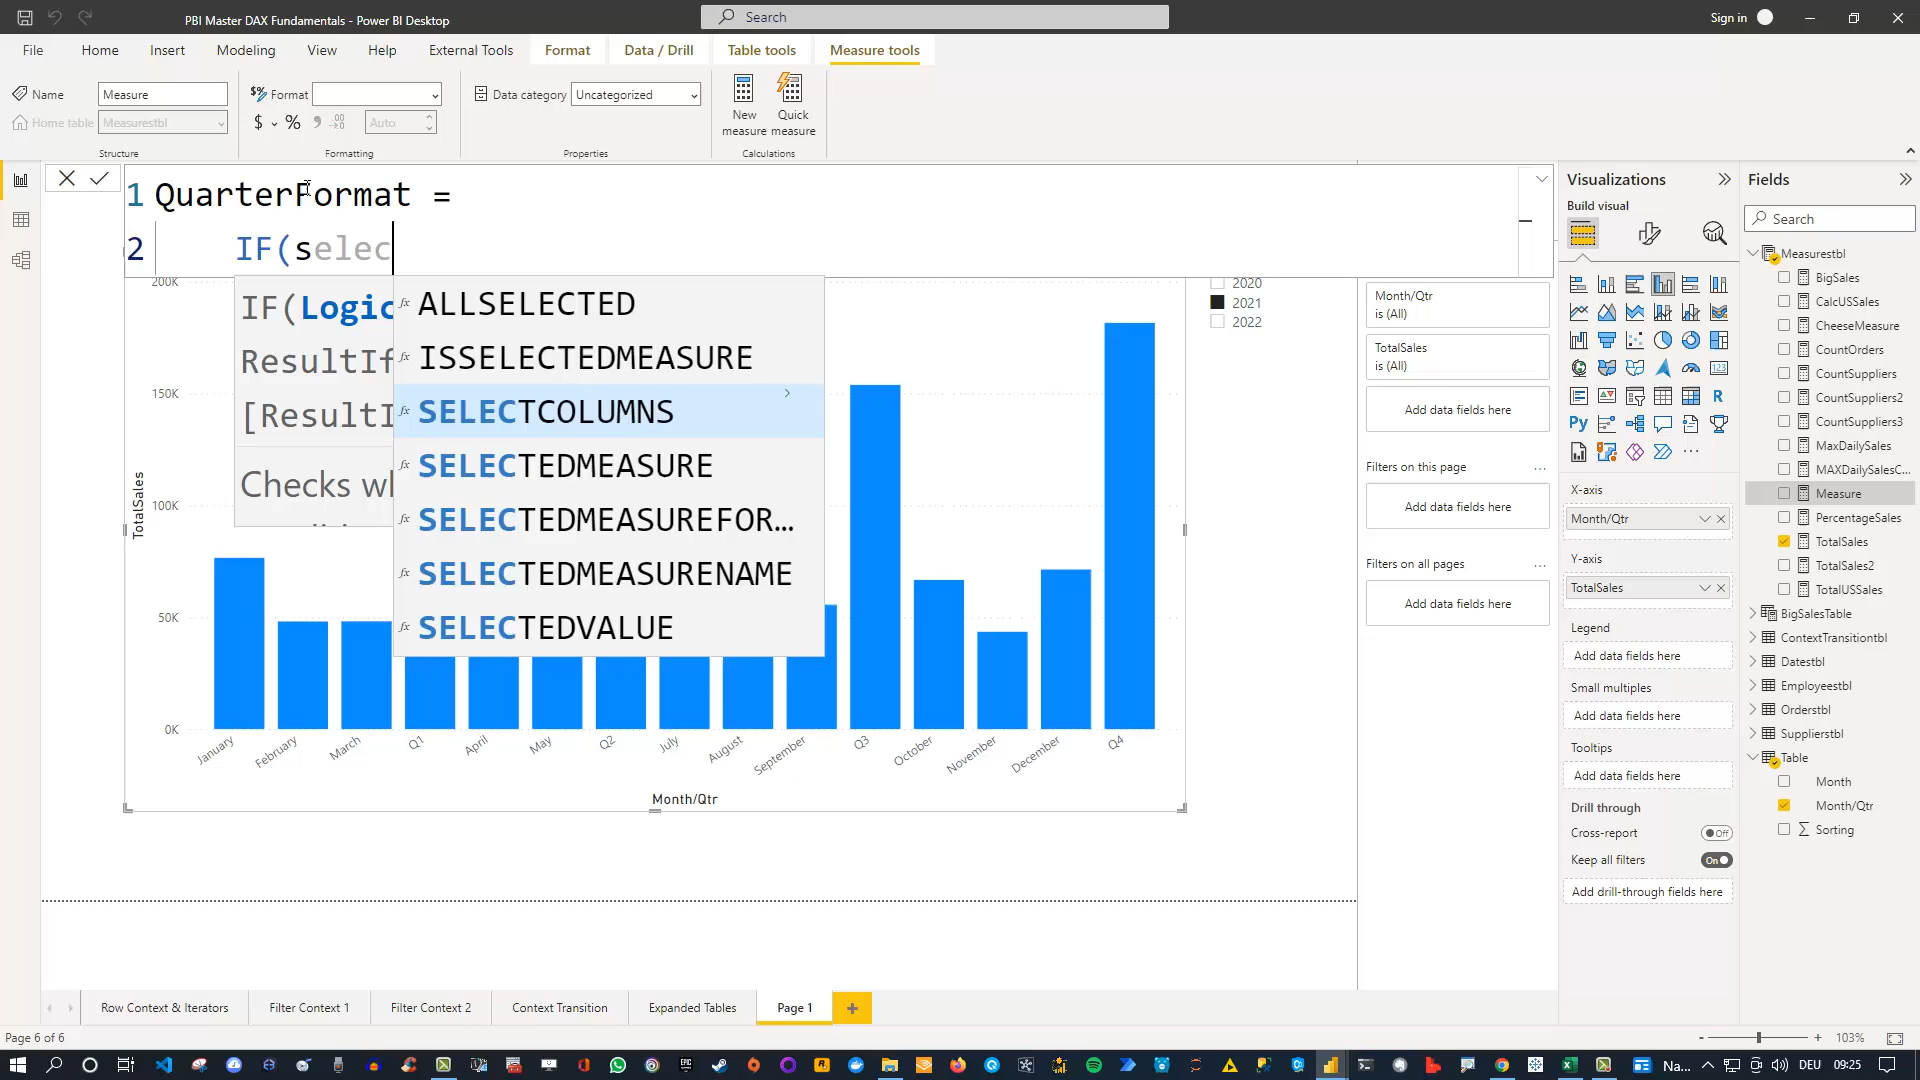 PBI Master DAX Fundamentals - Power BI Desktop
Search
Sign in
File
Home
Insert
Modeling
View
Help
External Tools
Format
Data / Drill
Table tools
Measure tools
Name
Measure
Home table
Measurestbl
Structure
Format
$
%
Auto
Formatting
Data category
Uncategorized
Properties
New measure
Quick measure
Calculations
1 QuarterFormat =
2 IF(selec
IF(Logic
ResultIf
[ResultI
Checks wh
ALLSELECTED
ISSELECTEDMEASURE
SELECTCOLUMNS
SELECTEDMEASURE
SELECTEDMEASUREFOR...
SELECTEDMEASURENAME
SELECTEDVALUE
200K
150K
100K
50K
0K
TotalSales
January
February
March
Q1
April
May
Q2
July
August
September
Q3
October
November
December
Q4
Month/Qtr
2020
2021
2022
Month/Qtr
is (All)
TotalSales
is (All)
Add data fields here
Filters on this page
...
Add data fields here
Filters on all pages
...
Add data fields here
Visualizations
Build visual
123
R
Py
...
X-axis
Month/Qtr
Y-axis
TotalSales
Legend
Add data fields here
Small multiples
Add data fields here
Tooltips
Add data fields here
Drill through
Cross-report
Off
Keep all filters
On
Add drill-through fields here
Fields
Search
Measurestbl
BigSales
CalcUSSales
CheeseMeasure
CountOrders
CountSuppliers
CountSuppliers2
CountSuppliers3
MaxDailySales
MAXDailySalesC...
Measure
PercentageSales
TotalSales
TotalSales2
TotalUSSales
BigSalesTable
ContextTransitiontbl
Datestbl
Employeestbl
Orderstbl
Supplierstbl
Table
Month
Month/Qtr
Sorting
Row Context & Iterators
Filter Context 1
Filter Context 2
Context Transition
Expanded Tables
Page 1
Page 6 of 6
- + 103%
Na...
DEU
09:25